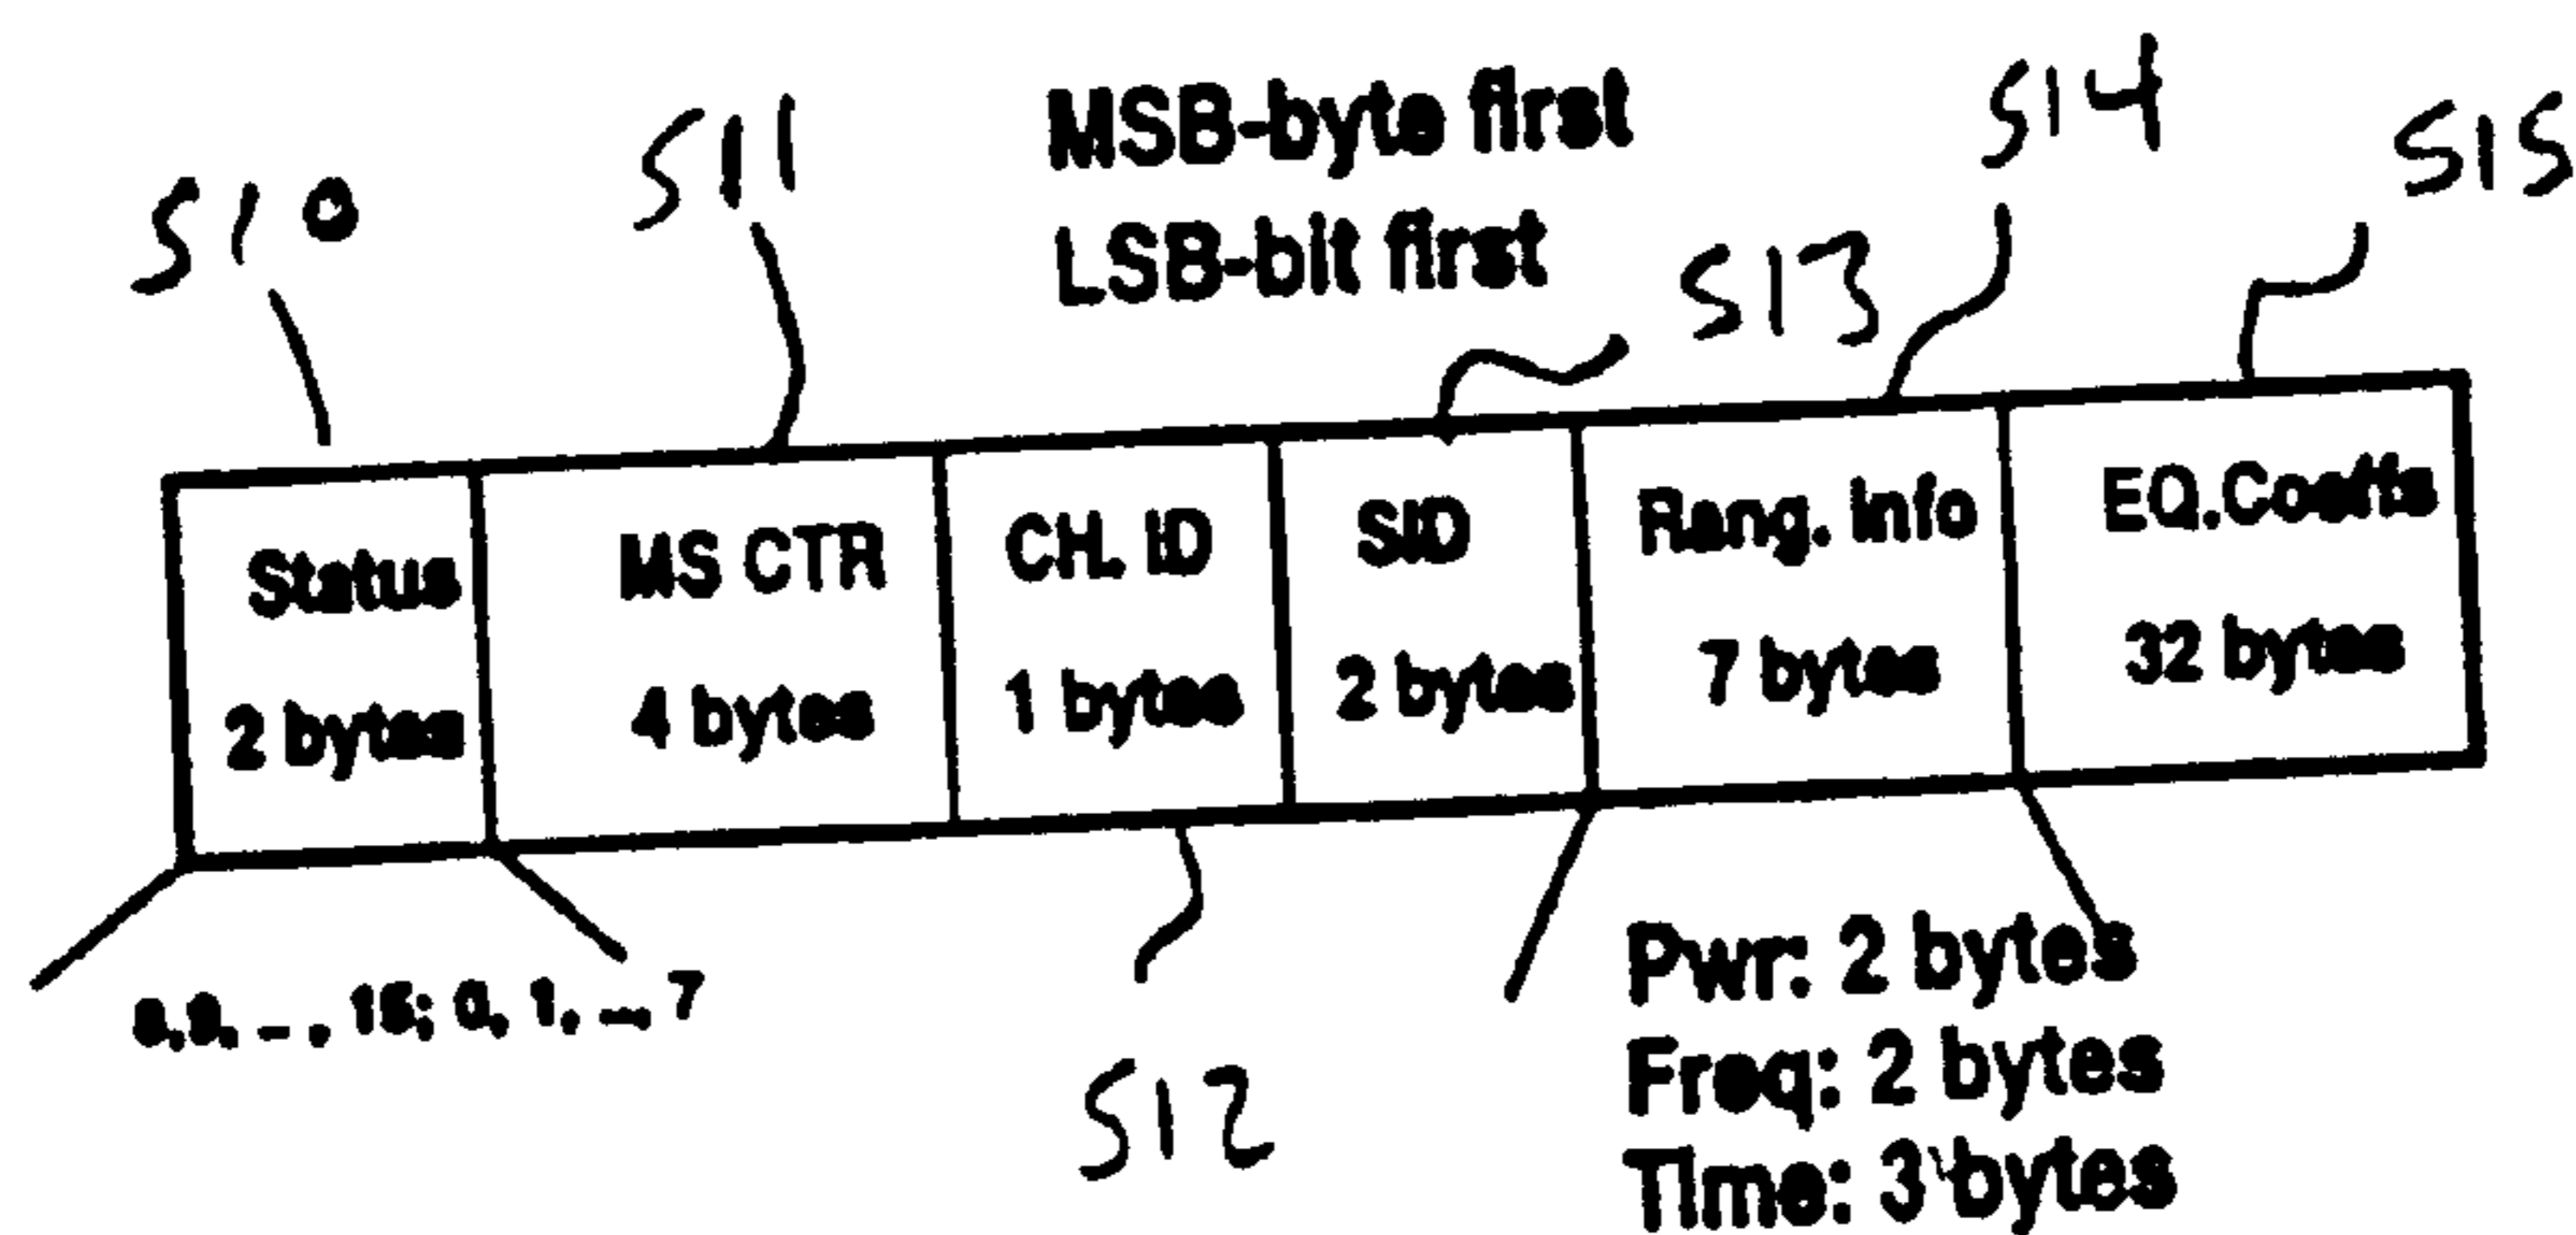 510
511
MSB-byte first
LSB-bit first
513
514
515
Status
2 bytes
MS CTR
4 bytes
CH. ID
1 bytes
SID
2 bytes
Rang. Info
7 bytes
EQ.Coeffs
32 bytes
8,9, - , 15; 0, 1, ..., 7
512
Pwr: 2 bytes
Freq: 2 bytes
Time: 3 bytes